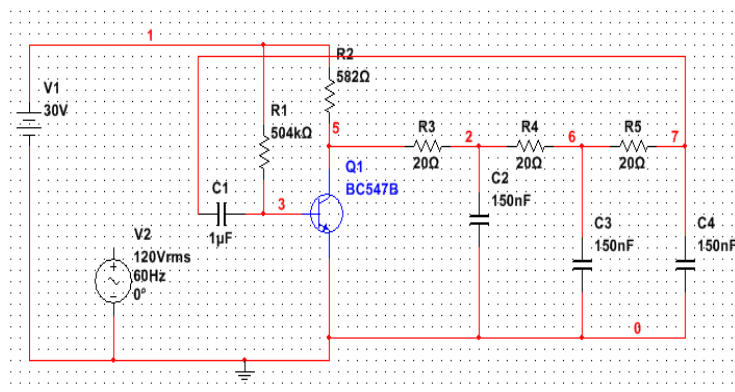 1
V1
30V
R2
582Ω
R1
504kΩ
5
R3
20Ω
2
R4
20Ω
6
R5
20Ω
7
Q1
BC547B
C1
1µF
3
C2
150nF
C3
150nF
C4
150nF
V2
120Vrms
60Hz
0°
0